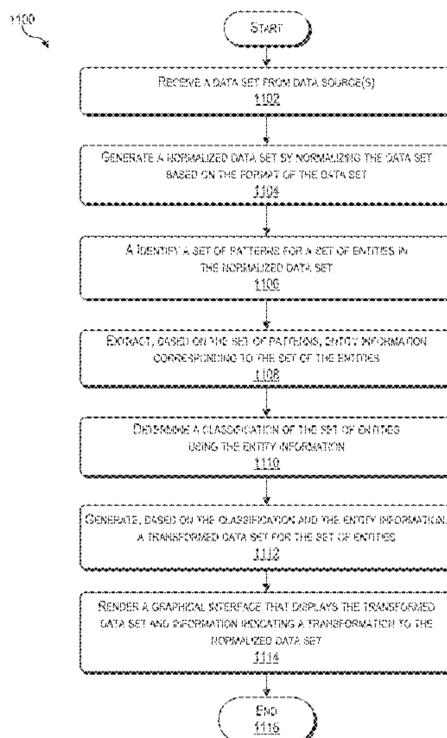 1100
START
RECEIVE A DATA SET FROM DATA SOURCE(S)
1102
GENERATE A NORMALIZED DATA SET BY NORMALIZING THE DATA SET
BASED ON THE FORMAT OF THE DATA SET
1104
A IDENTIFY A SET OF PATTERNS FOR A SET OF ENTITIES IN
THE NORMALIZED DATA SET
1106
EXTRACT, BASED ON THE SET OF PATTERNS, ENTITY INFORMATION
CORRESPONDING TO THE SET OF THE ENTITIES
1108
DETERMINE A CLASSIFICATION OF THE SET OF ENTITIES
USING THE ENTITY INFORMATION
1110
GENERATE, BASED ON THE CLASSIFICATION AND THE ENTITY INFORMATION,
A TRANSFORMED DATA SET FOR THE SET OF ENTITIES
1112
RENDER A GRAPHICAL INTERFACE THAT DISPLAYS THE TRANSFORMED
DATA SET AND INFORMATION INDICATING A TRANSFORMATION TO THE
NORMALIZED DATA SET
1114
END
1116